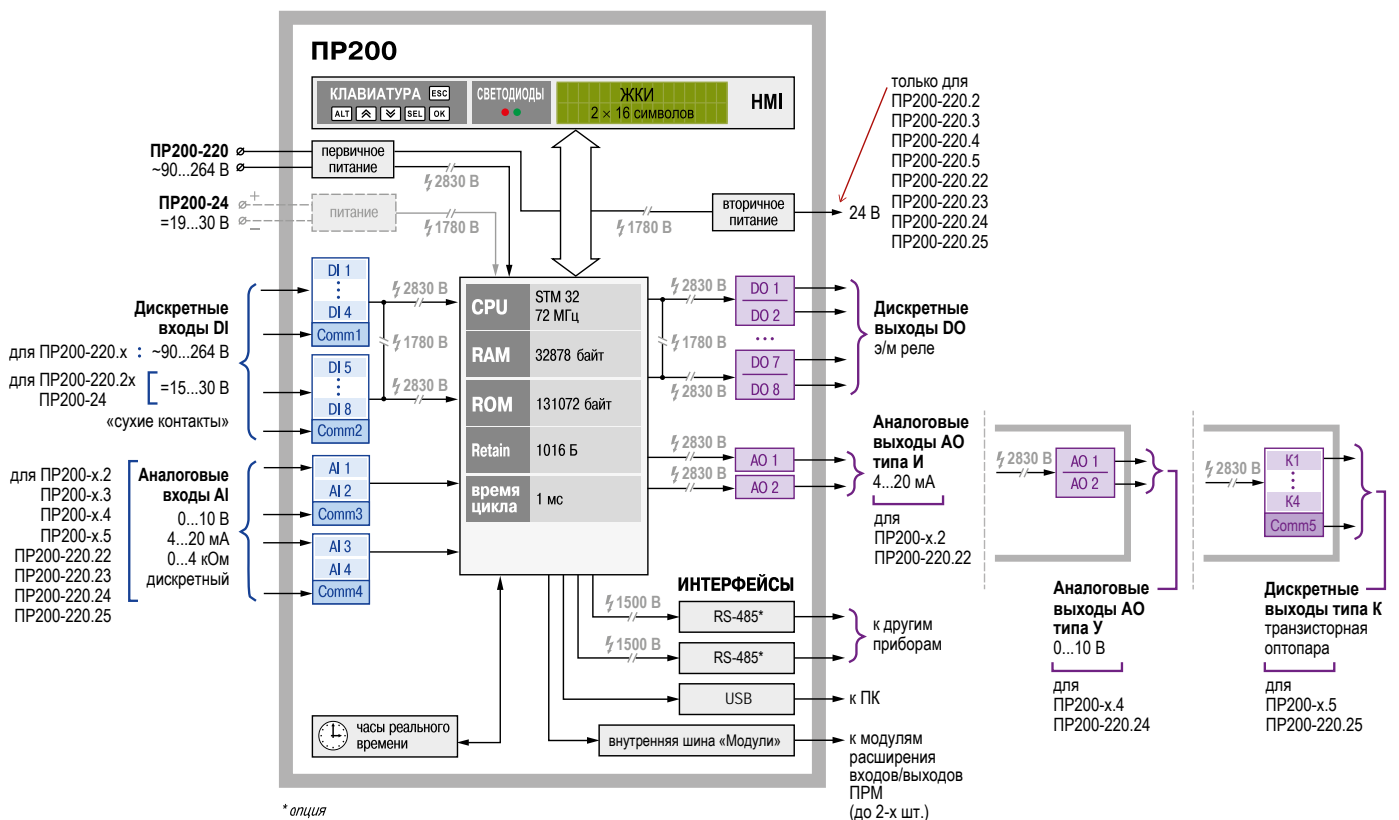 ПР200
КЛАВИАТУРА ESC
ALT SEL OK
СВЕТОДИОДЫ
ЖКИ
2 × 16 символов
HMI
только для
ПР200-220.2
ПР200-220.3
ПР200-220.4
ПР200-220.5
ПР200-220.22
ПР200-220.23
ПР200-220.24
ПР200-220.25
ПР200-220
~90...264 В
первичное
питание
2830 В
ПР200-24
=19...30 В
+
–
питание
1780 В
1780 В
вторичное
питание
24 В
Дискретные
входы DI
для ПР200-220.x : ~90...264 В
для ПР200-220.2x
ПР200-24
=15...30 В
«сухие контакты»
DI 1
DI 4
Comm1
DI 5
DI 8
Comm2
2830 В
1780 В
2830 В
для ПР200-x.2
ПР200-x.3
ПР200-x.4
ПР200-x.5
ПР200-220.22
ПР200-220.23
ПР200-220.24
ПР200-220.25
Аналоговые
входы AI
0...10 В
4...20 мА
0...4 кОм
дискретный
AI 1
AI 2
Comm3
AI 3
AI 4
Comm4
CPU
STM 32
72 МГц
RAM
32878 байт
ROM
131072 байт
Retain
1016 Б
время
цикла
1 мс
2830 В
1780 В
2830 В
DO 1
DO 2
...
DO 7
DO 8
Дискретные
выходы DO
э/м реле
2830 В
2830 В
AO 1
AO 2
Аналоговые
выходы АО
типа И
4...20 мА
для
ПР200-x.2
ПР200-220.22
2830 В
AO 1
AO 2
Аналоговые
выходы АО
типа У
0...10 В
для
ПР200-x.4
ПР200-220.24
2830 В
K1
K4
Comm5
Дискретные
выходы типа К
транзисторная
оптопара
для
ПР200-x.5
ПР200-220.25
ИНТЕРФЕЙСЫ
1500 В
RS-485*
1500 В
RS-485*
к другим
приборам
USB
к ПК
внутренняя шина «Модули»
к модулям
расширения
входов/выходов
ПРМ
(до 2-х шт.)
часы реального
времени
* опция